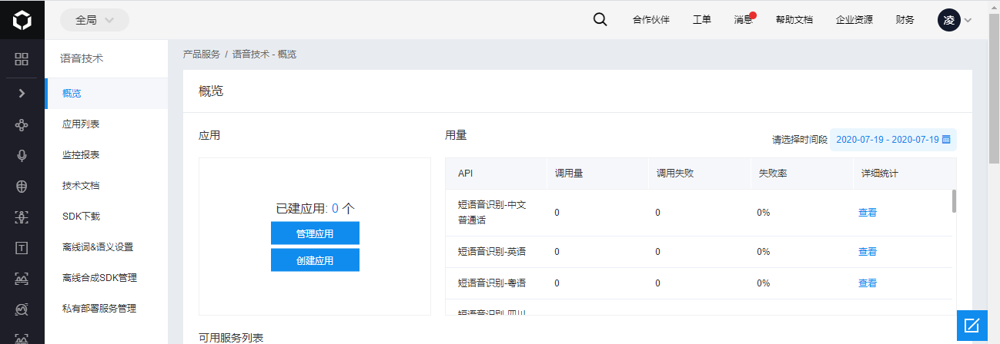 全局
合作伙伴 工单 消息 帮助文档 企业资源 财务 凌
语音技术
概览
应用列表
监控报表
技术文档
SDK下载
离线词&语义设置
离线合成SDK管理
私有部署服务管理
产品服务 / 语音技术 - 概览
概览
应用
已建应用: 0 个
管理应用
创建应用
用量
请选择时间段 2020-07-19 - 2020-07-19
API 调用量 调用失败 失败率 详细统计
短语音识别-中文
普通话 0 0 0% 查看
短语音识别-英语 0 0 0% 查看
短语音识别-粤语 0 0 0% 查看
短语音识别-四川
可用服务列表